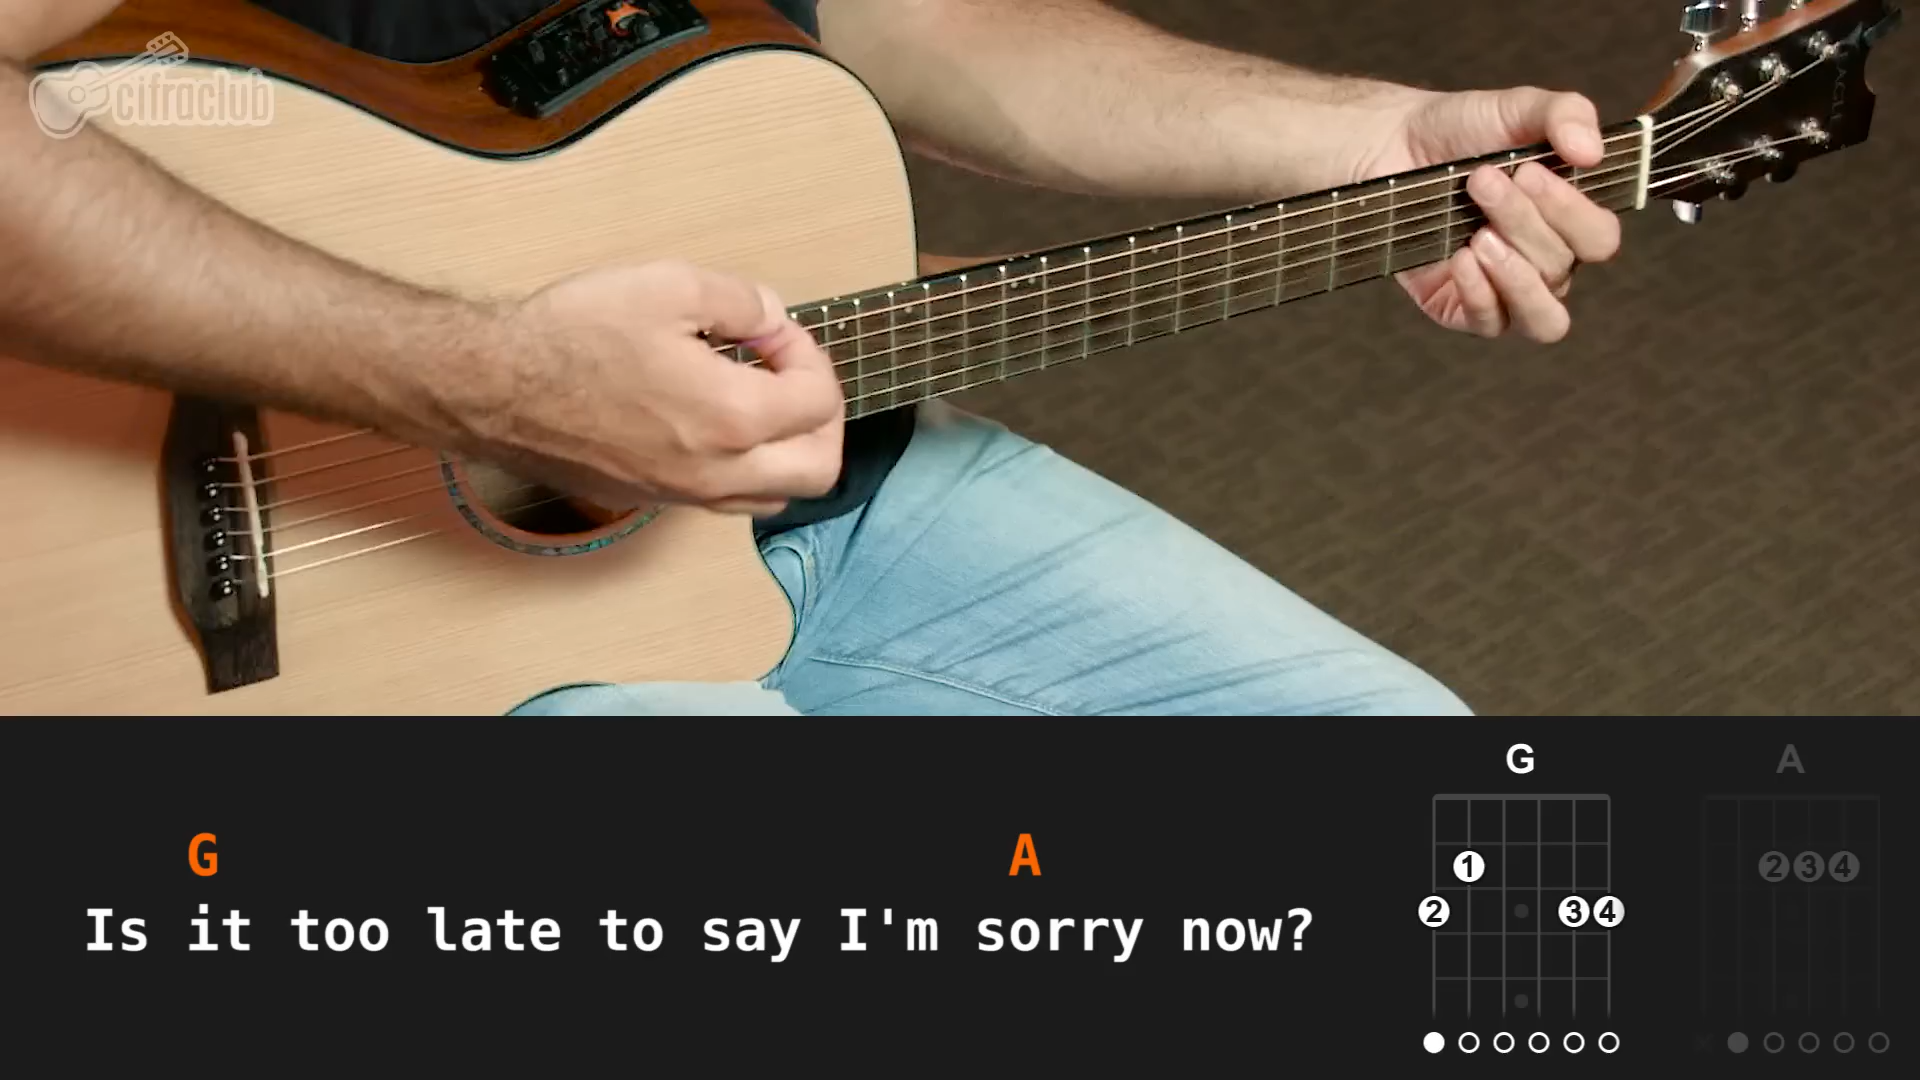 cifraclub
G A
G A
Is it too late to say I'm sorry now?
1
2 3 4
2 3 4